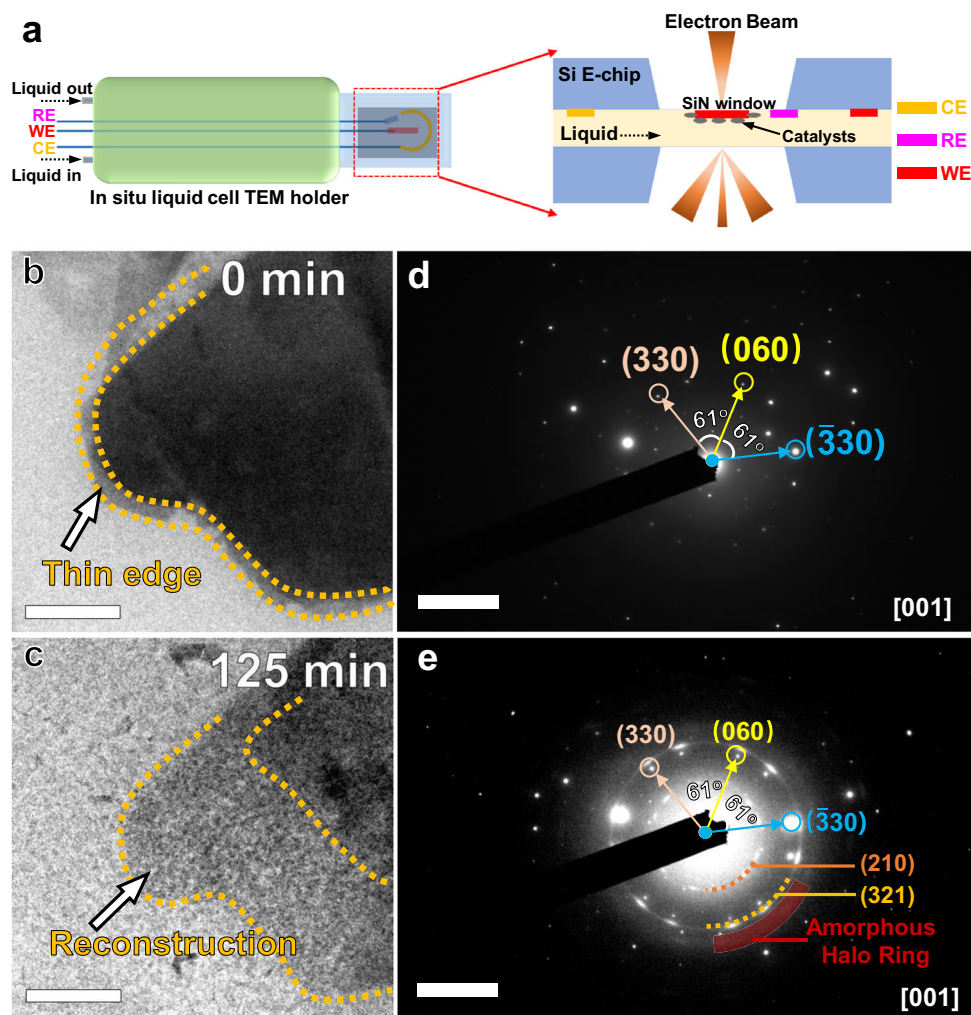 a
Electron Beam
Liquid out
RE
WE
CE
Liquid in
In situ liquid cell TEM holder
Si E-chip
SiN window
Liquid
Catalysts
CE
RE
WE
b
0 min
Thin edge
d
(330)
(060)
61°
61°
(3̄30)
[001]
c
125 min
Reconstruction
e
(330)
(060)
61°
61°
(3̄30)
(210)
(321)
Amorphous
Halo Ring
[001]